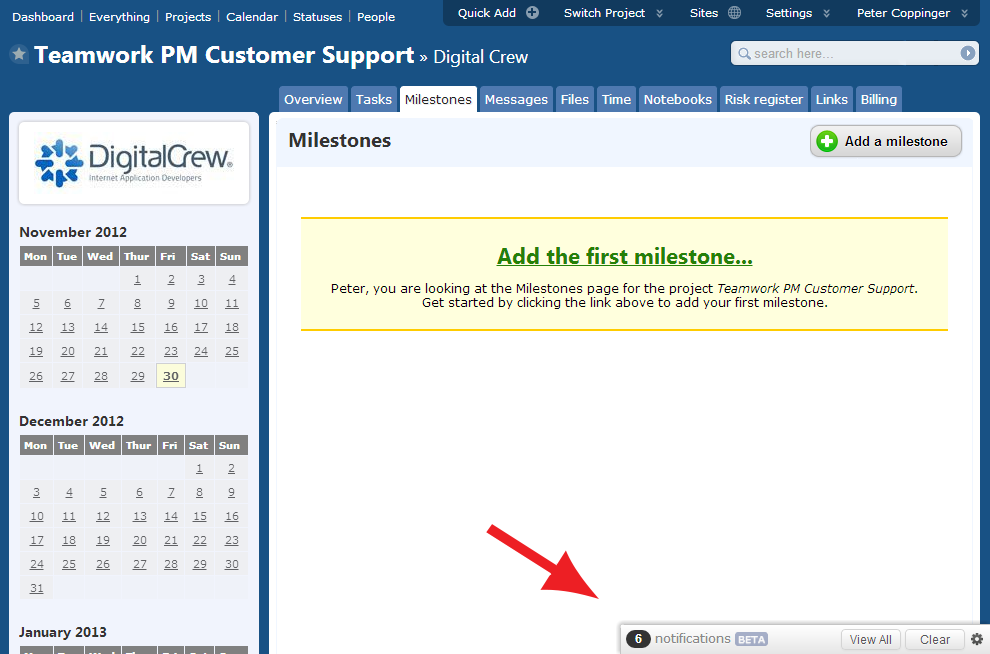 Dashboard | Everything | Projects | Calendar | Statuses | People
Quick Add Switch Project Sites Settings Peter Coppinger
Teamwork PM Customer Support » Digital Crew
search here...
Overview Tasks Milestones Messages Files Time Notebooks Risk register Links Billing
DigitalCrew®
Internet Application Developers
Milestones
Add a milestone
Add the first milestone...
Peter, you are looking at the Milestones page for the project Teamwork PM Customer Support.
Get started by clicking the link above to add your first milestone.
November 2012
Mon Tue Wed Thur Fri Sat Sun
1 2 3 4
5 6 7 8 9 10 11
12 13 14 15 16 17 18
19 20 21 22 23 24 25
26 27 28 29 30
December 2012
Mon Tue Wed Thur Fri Sat Sun
1 2
3 4 5 6 7 8 9
10 11 12 13 14 15 16
17 18 19 20 21 22 23
24 25 26 27 28 29 30
31
January 2013
6 notifications BETA View All Clear